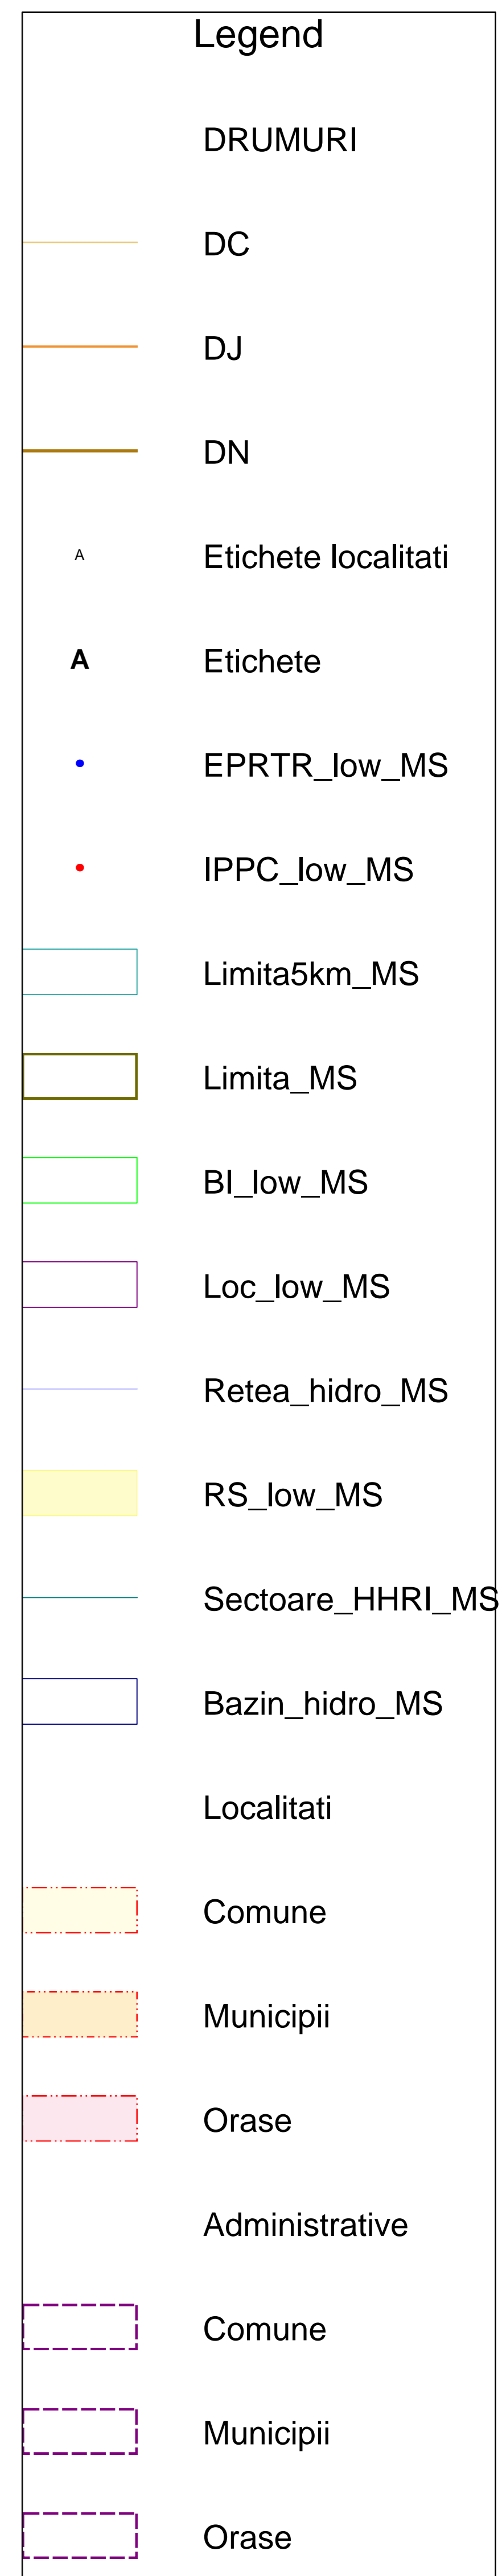 Legend
DRUMURI
DC
DJ
DN
A Etichete localitati
A Etichete
EPRTR_low_MS
IPPC_low_MS
Limita5km_MS
Limita_MS
BI_low_MS
Loc_low_MS
Retea_hidro_MS
RS_low_MS
Sectoare_HHRI_MS
Bazin_hidro_MS
Localitati
Comune
Municipii
Orase
Administrative
Comune
Municipii
Orase